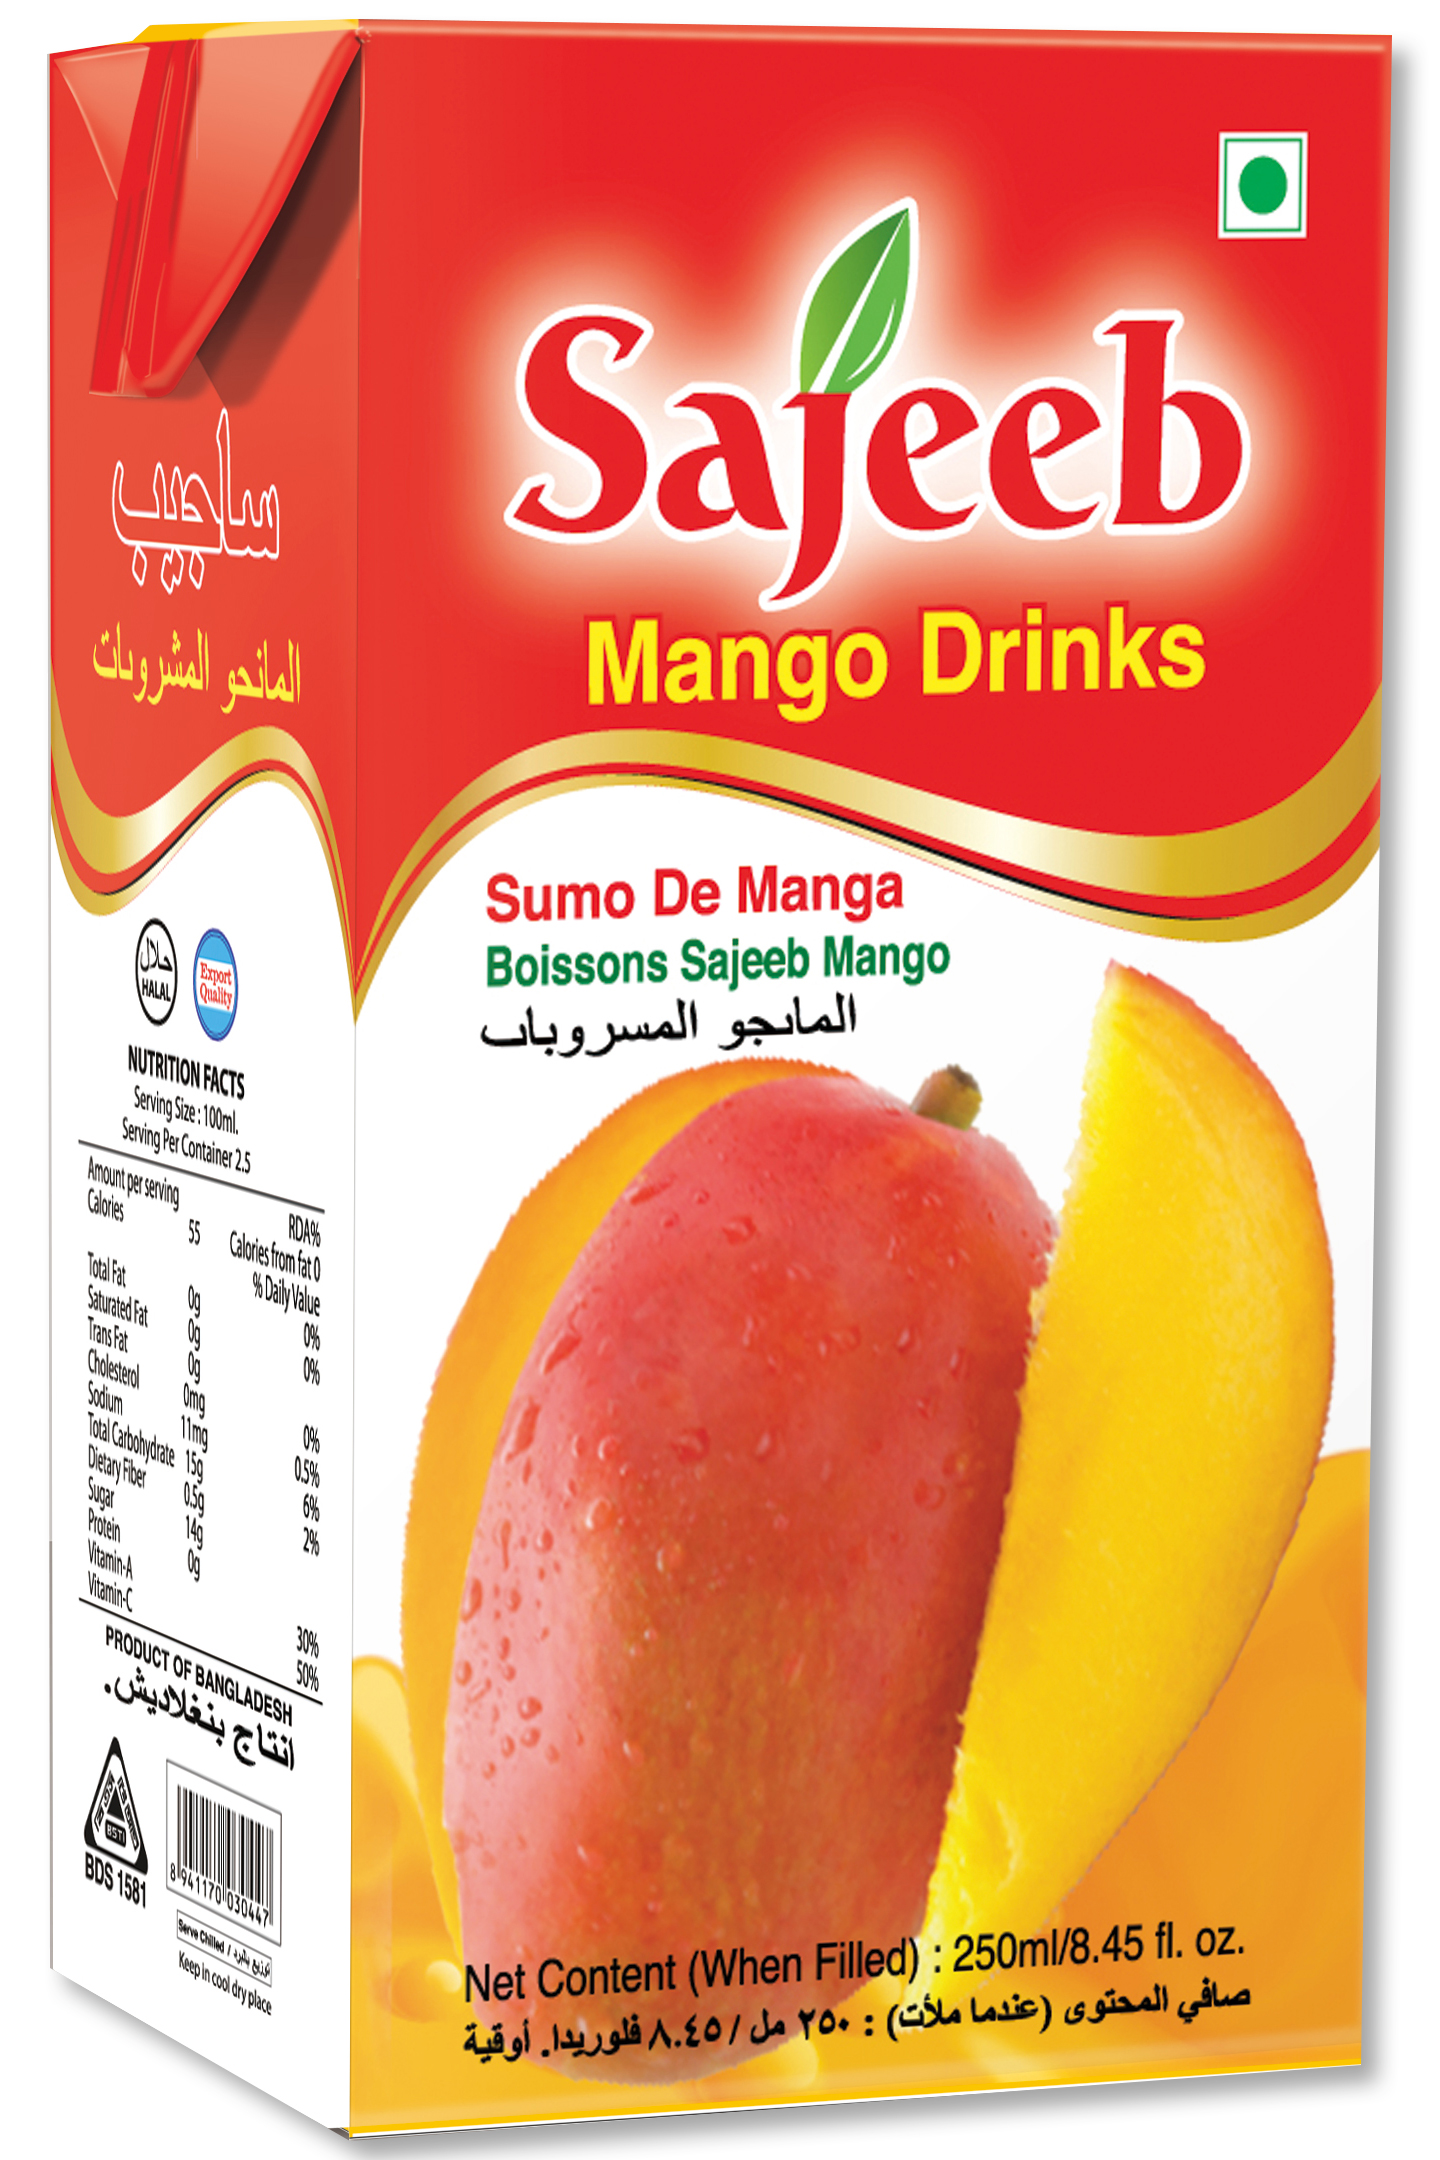 Sajeeb
Mango Drinks
Sumo De Manga
Boissons Sajeeb Mango
المانجو المسروبات
Net Content (When Filled) : 250ml/8.45 fl. oz.
صافي المحتوى (عندما ملأت) : ٢٥٠ مل / ٨.٤٥ فلوريدا. أوقية
ساجيب
المانجو المشروبات
حلال
HALAL
Export
Quality
NUTRITION FACTS
Serving Size : 100ml.
Serving Per Container 2.5
Amount per serving RDA%
Calories 55 Calories from fat 0
% Daily Value
Total Fat 0g 0%
Saturated Fat 0g 0%
Trans Fat 0g
Cholesterol 0mg 0%
Sodium 11mg 0.5%
Total Carbohydrate 15g 6%
Dietary Fiber 0.5g 2%
Sugar 14g
Protein 0g
Vitamin-A 30%
Vitamin-C 50%
PRODUCT OF BANGLADESH
انتاج بنغلاديش.
BSTI
BDS 1581
8 941170 030447
Serve Chilled / توزيع بتبرد
Keep in cool dry place